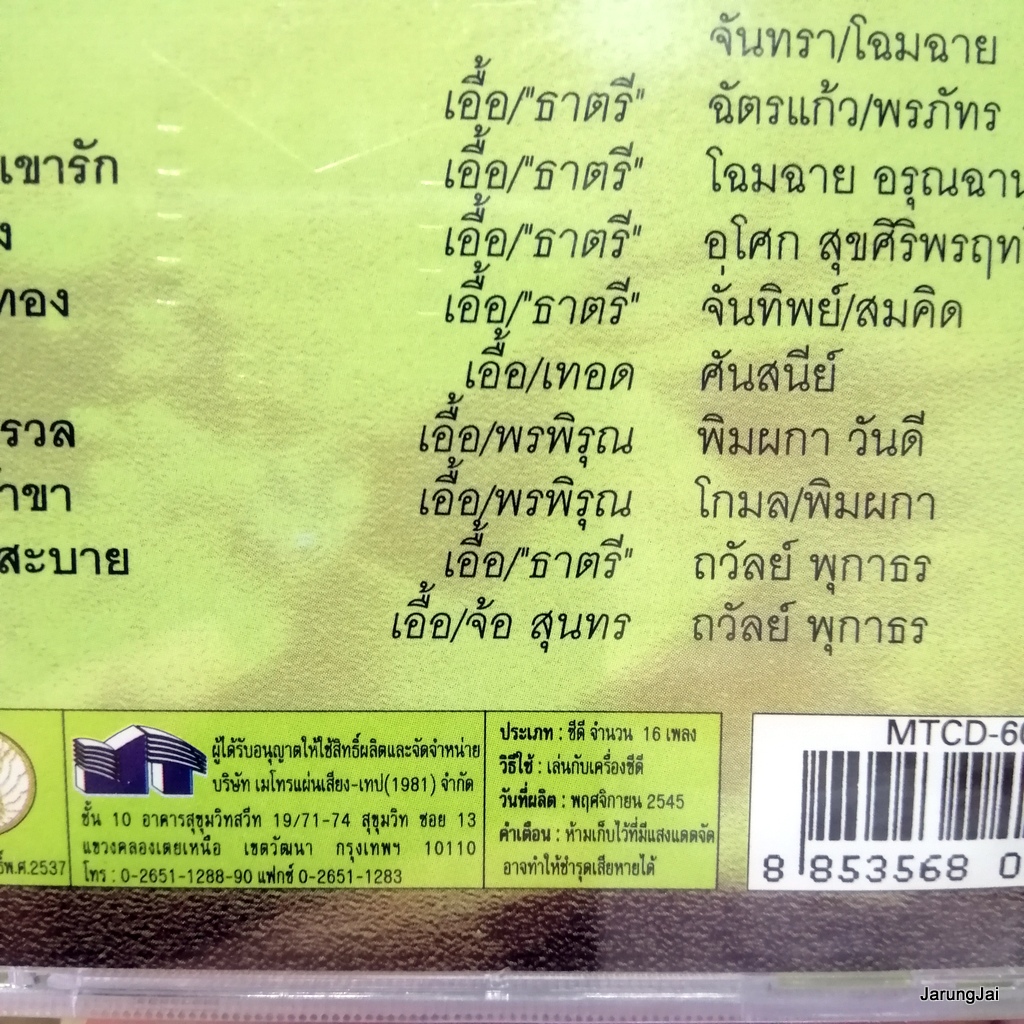 จันทรา/โฉมฉาย
เอื้อ/"ธาตรี" ฉัตรแก้ว/พรภัทร
เขารัก เอื้อ/"ธาตรี" โฉมฉาย อรุณฉาน
ง เอื้อ/"ธาตรี" อโศก สุขศิริพรฤท
ทอง เอื้อ/"ธาตรี" จั่นทิพย์/สมคิด
เอื้อ/เทอด ศันสนีย์
รวล เอื้อ/พรพิรุณ พิมผกา วันดี
าขา เอื้อ/พรพิรุณ โกมล/พิมผกา
สะบาย เอื้อ/"ธาตรี" ถวัลย์ พุกาธร
เอื้อ/จ้อ สุนทร ถวัลย์ พุกาธร
ผู้ได้รับอนุญาตให้ใช้สิทธิ์ผลิตและจัดจำหน่าย
บริษัท เมโทรแผ่นเสียง-เทป(1981) จำกัด
ชั้น 10 อาคารสุขุมวิทสวีท 19/71-74 สุขุมวิท ซอย 13
แขวงคลองเตยเหนือ เขตวัฒนา กรุงเทพฯ 10110
โทร : 0-2651-1288-90 แฟกซ์ 0-2651-1283
พ.ศ.2537
ประเภท : ซีดี จำนวน 16 เพลง
วิธีใช้ : เล่นกับเครื่องซีดี
วันที่ผลิต : พฤศจิกายน 2545
คำเตือน : ห้ามเก็บไว้ที่มีแสงแดดจัด
อาจทำให้ชำรุดเสียหายได้
MTCD-60
8 853568 0
JarungJai